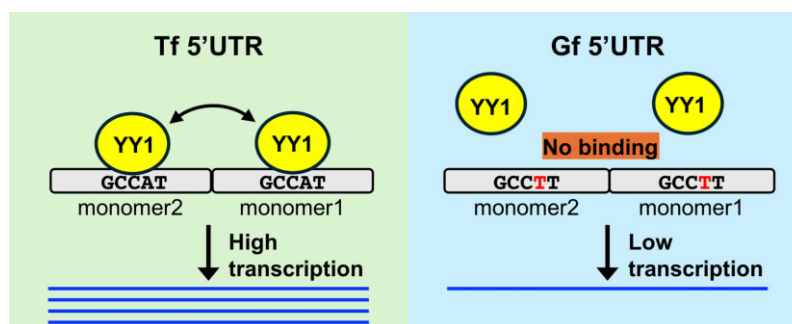 Tf 5'UTR
YY1
YY1
GCCAT
GCCAT
monomer2
monomer1
High
transcription
Gf 5'UTR
YY1
YY1
No binding
GCCTT
GCCTT
monomer2
monomer1
Low
transcription